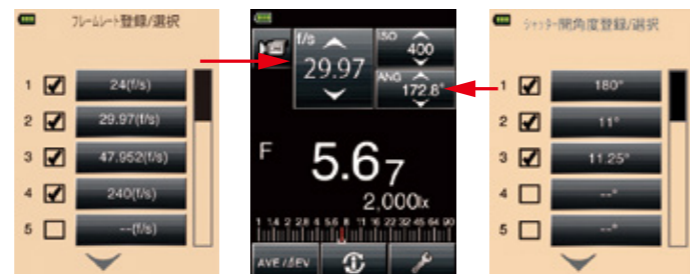 フレームレート登録/選択
1 24(f/s)
2 29.97(f/s)
3 47.952(f/s)
4 240(f/s)
5 --(f/s)
f/s
29.97
ISO
400
ANG
172.8°
F 5.6 7
2,000lx
1 1.4 2 2.8 4 5.6 8 11 16 22 32 45 64 90
AVE/ΔEV
シャッター開角度登録/選択
1 180°
2 11°
3 11.25°
4 --°
5 --°